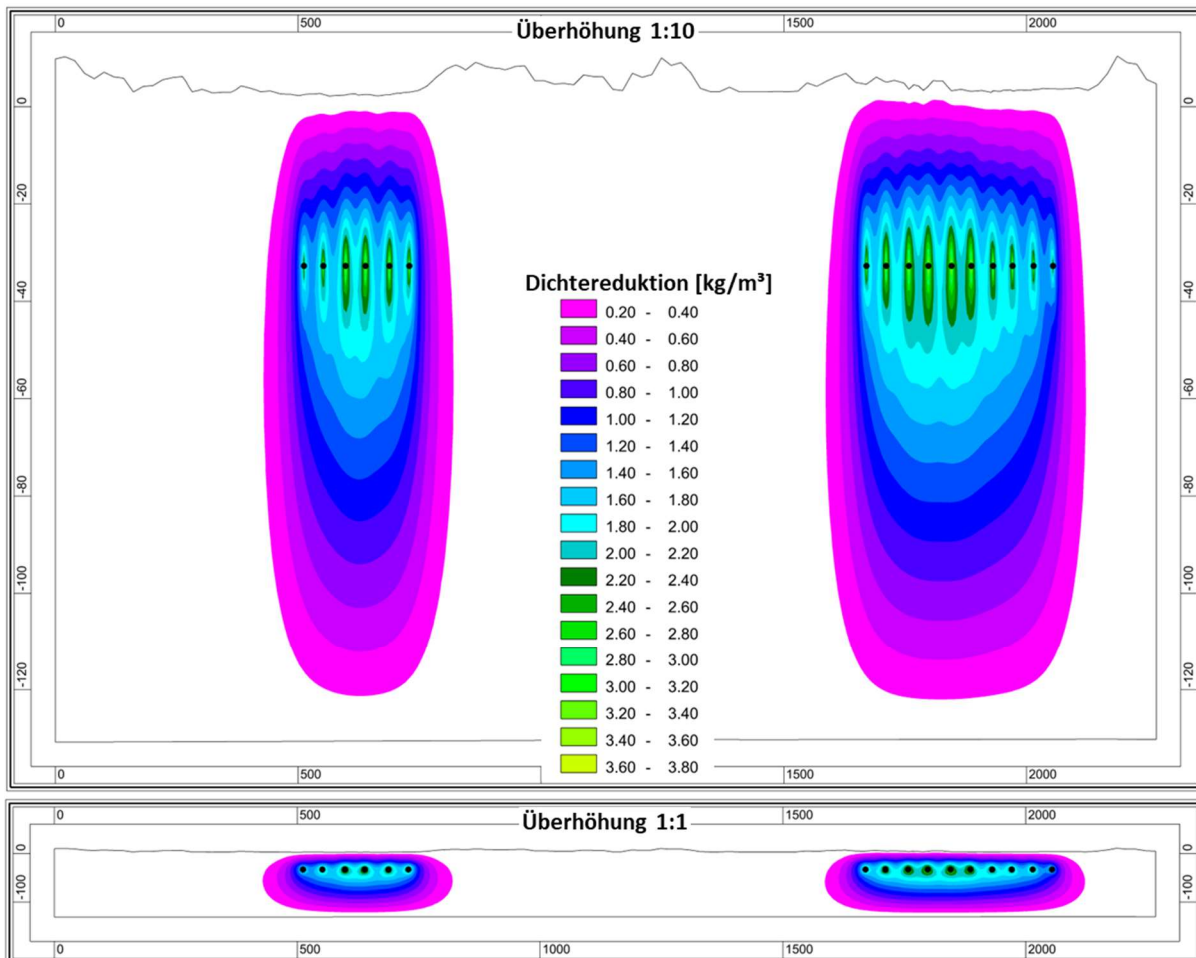 0 500 1500 2000
Überhöhung 1:10
0 0
-20 -20
-40 -40
Dichtereduktion [kg/m³]
0.20 - 0.40
0.40 - 0.60
0.60 - 0.80
0.80 - 1.00
1.00 - 1.20
1.20 - 1.40
1.40 - 1.60
1.60 - 1.80
1.80 - 2.00
2.00 - 2.20
2.20 - 2.40
2.40 - 2.60
2.60 - 2.80
2.80 - 3.00
3.00 - 3.20
3.20 - 3.40
3.40 - 3.60
3.60 - 3.80
-60 -60
-80 -80
-100 -100
-120 -120
0 500 1500 2000
0 500 1500 2000
Überhöhung 1:1
0 0
-100 -100
0 500 1000 1500 2000